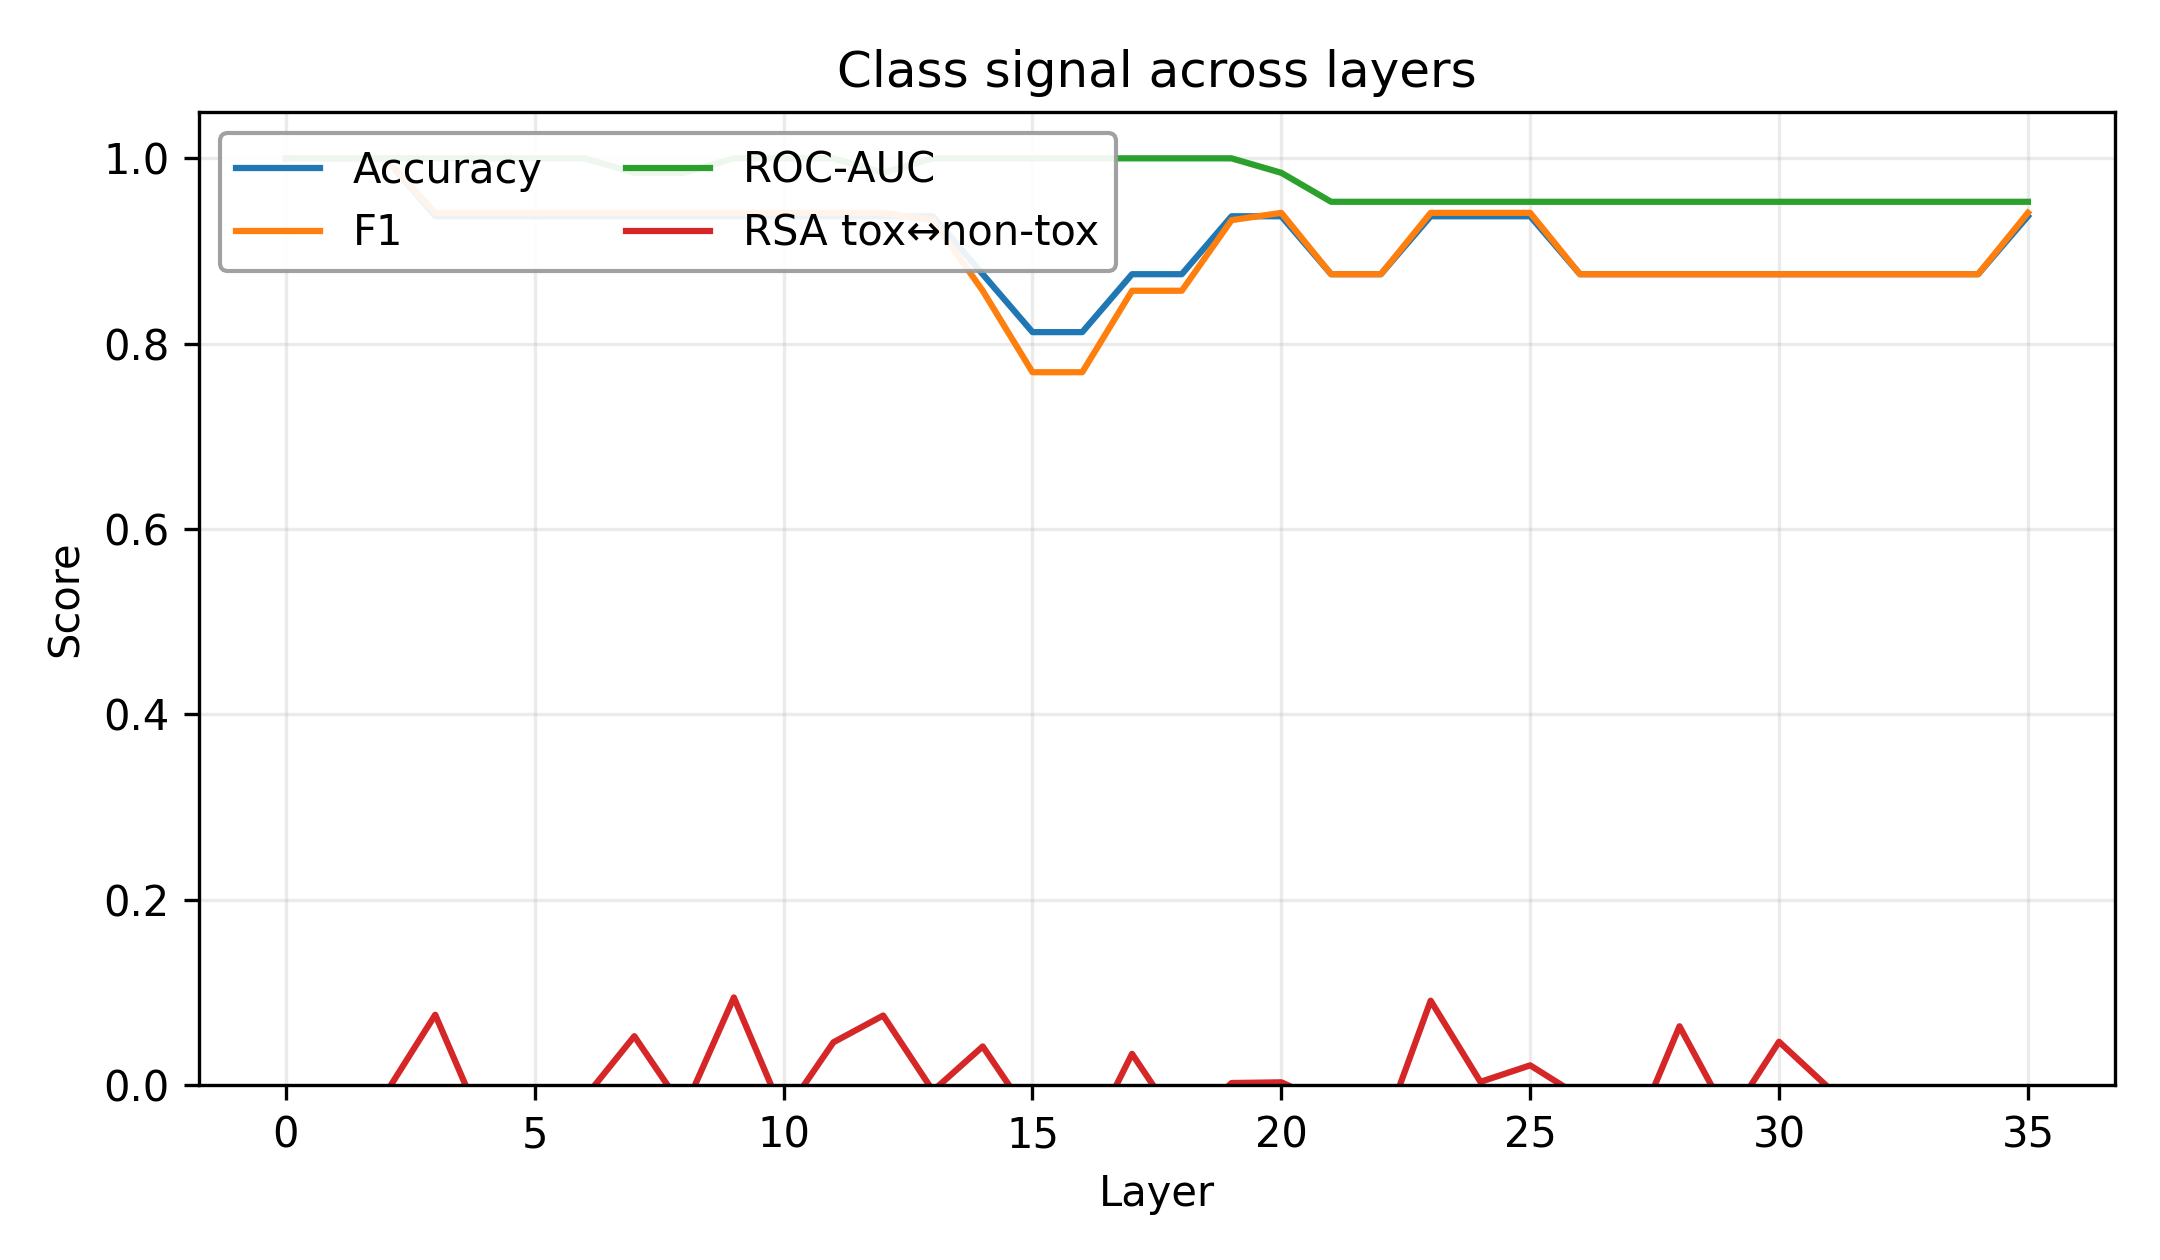 Class signal across layers
Accuracy
F1
ROC-AUC
RSA tox↔non-tox
1.0
0.8
0.6
0.4
0.2
0.0
Score
0 5 10 15 20 25 30 35
Layer